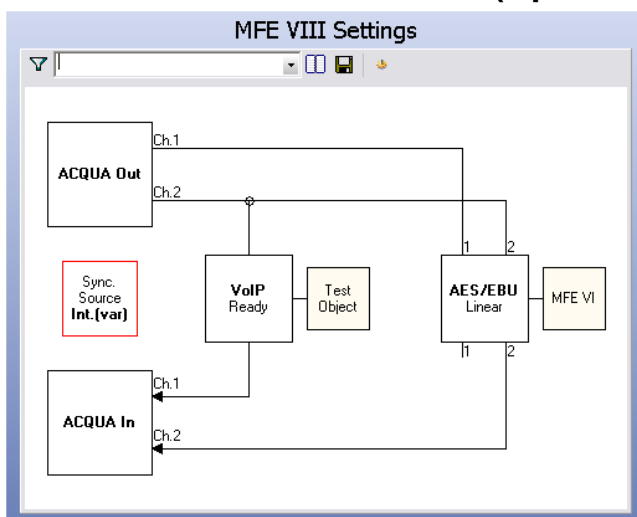 MFE VIII Settings
Ch.1
ACQUA Out
Ch.2
1
2
Sync.
Source
Int.(var)
VoIP
Ready
Test
Object
AES/EBU
Linear
MFE VI
1
2
Ch.1
ACQUA In
Ch.2